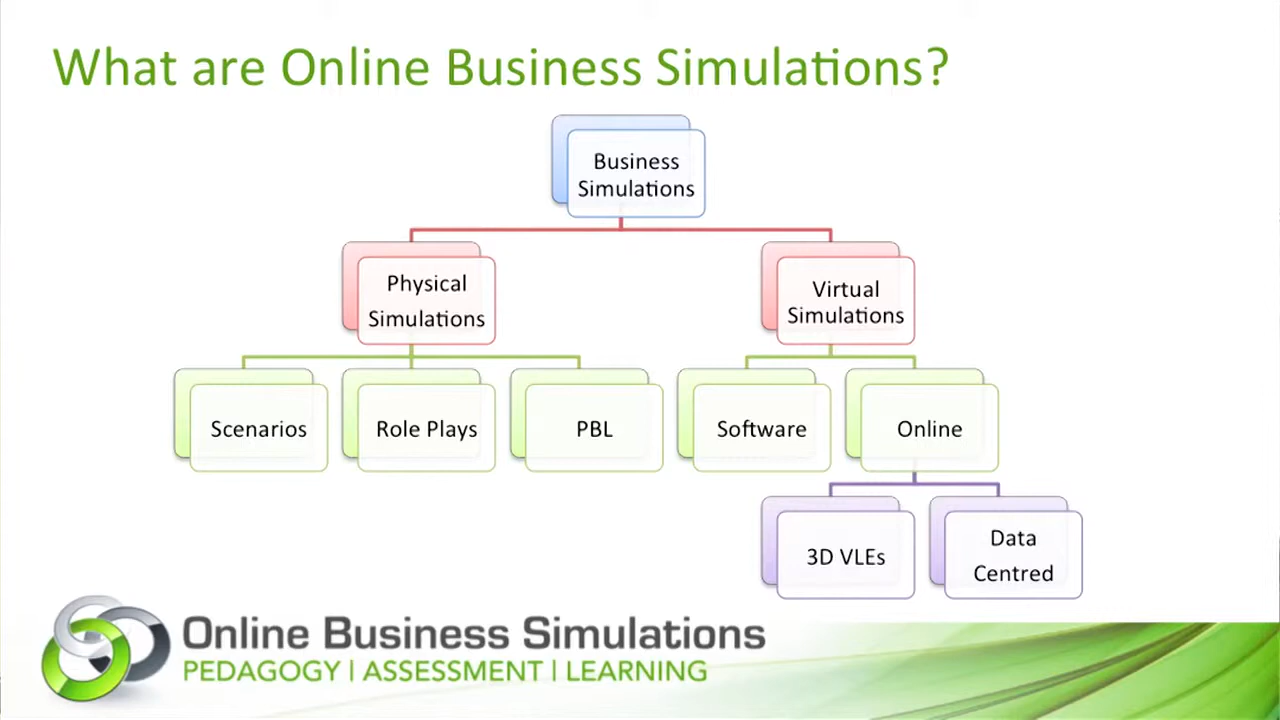 What are Online Business Simulations?
Business
Simulations
Physical
Simulations
Virtual
Simulations
Scenarios
Role Plays
PBL
Software
Online
3D VLEs
Data
Centred
Online Business Simulations
PEDAGOGY | ASSESSMENT | LEARNING